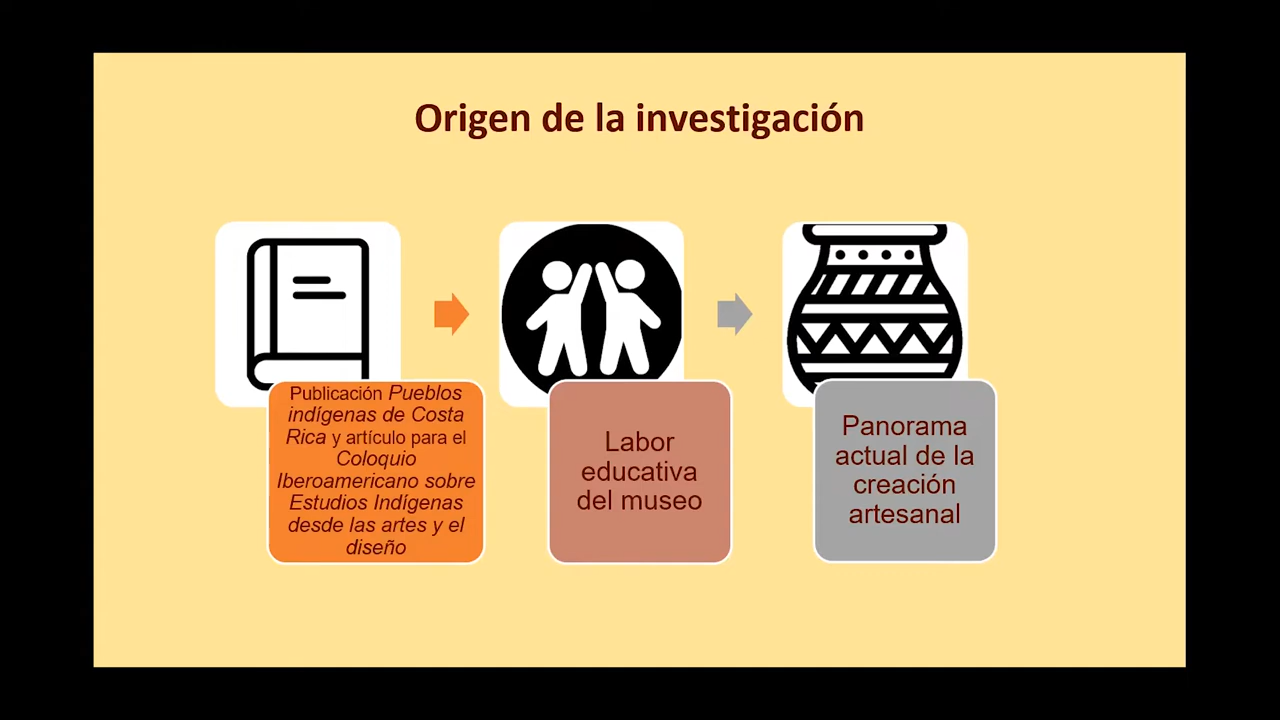 Origen de la investigación
Publicación Pueblos
indígenas de Costa
Rica y artículo para el
Coloquio
Iberoamericano sobre
Estudios Indígenas
desde las artes y el
diseño
Labor
educativa
del museo
Panorama
actual de la
creación
artesanal